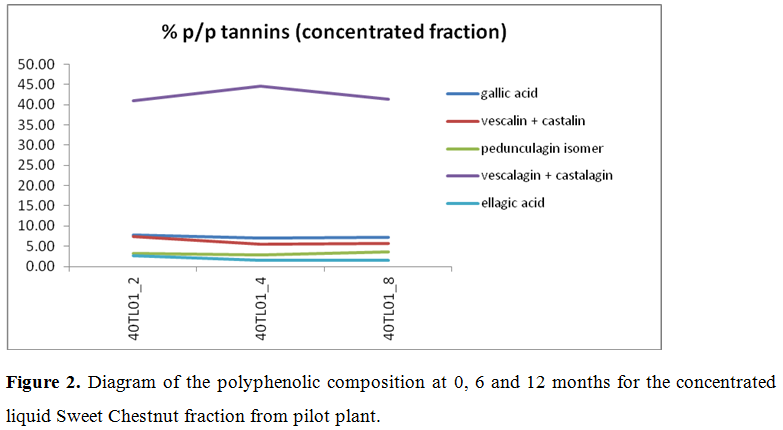 % p/p tannins (concentrated fraction)
50.00
45.00
40.00
35.00
30.00
25.00
20.00
15.00
10.00
5.00
0.00
40TL01_2
40TL01_4
40TL01_8
gallic acid
vescalin + castalin
pedunculagin isomer
vescalagin + castalagin
ellagic acid
Figure 2. Diagram of the polyphenolic composition at 0, 6 and 12 months for the concentrated
liquid Sweet Chestnut fraction from pilot plant.